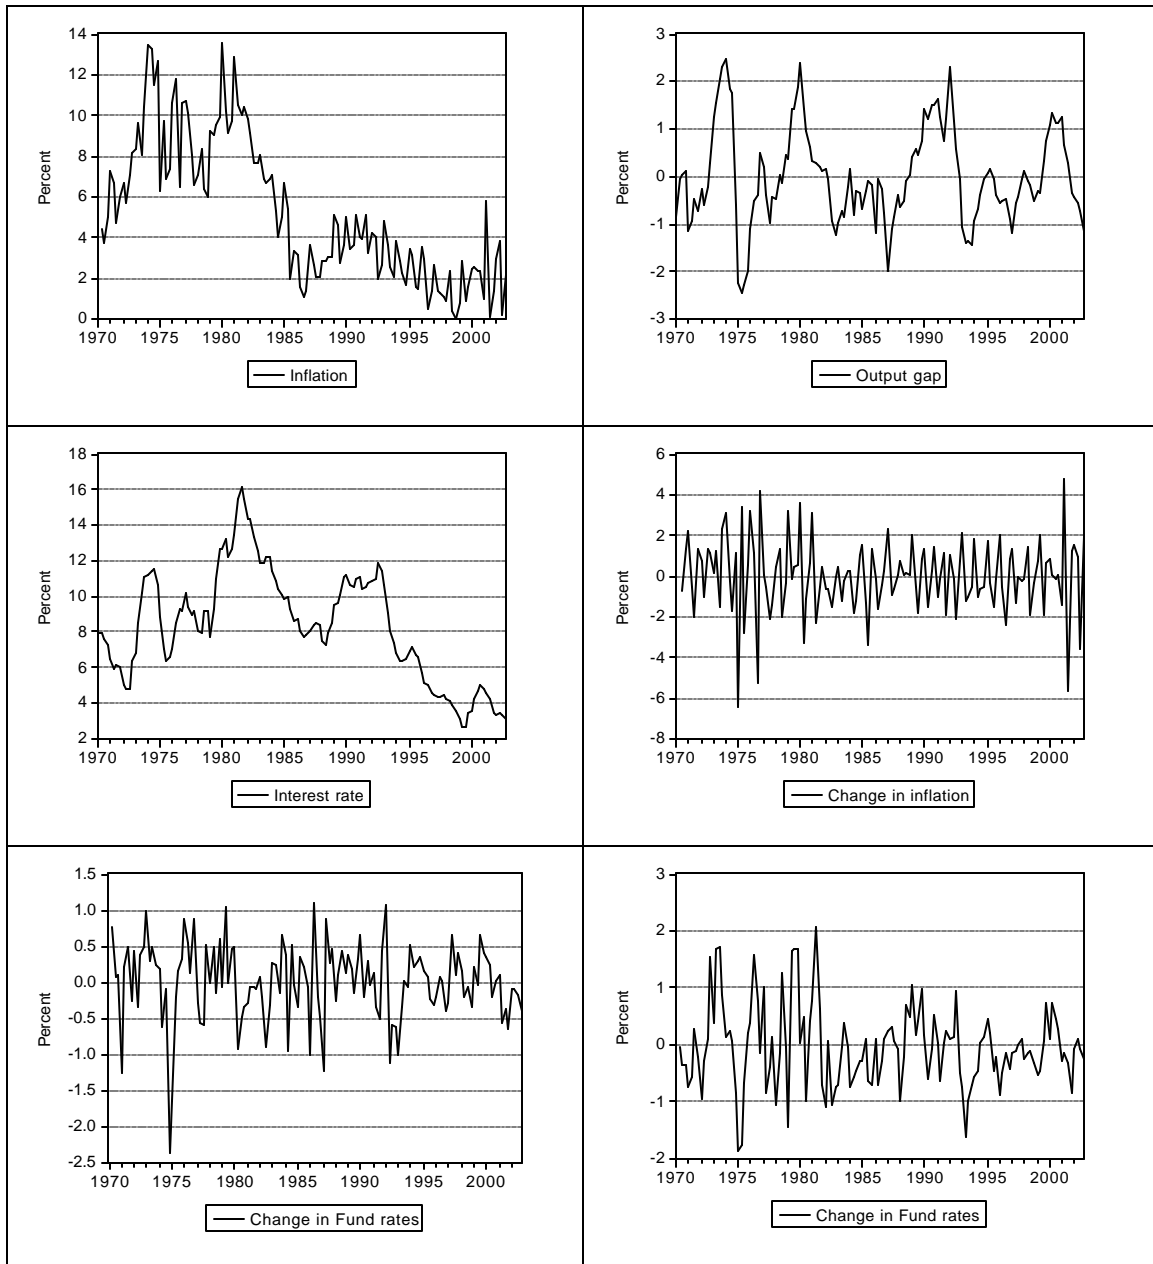 14
12
10
8
6
4
2
0
Percent
1970 1975 1980 1985 1990 1995 2000
Inflation
3
2
1
0
-1
-2
-3
Percent
1970 1975 1980 1985 1990 1995 2000
Output gap
18
16
14
12
10
8
6
4
2
Percent
1970 1975 1980 1985 1990 1995 2000
Interest rate
6
4
2
0
-2
-4
-6
-8
Percent
1970 1975 1980 1985 1990 1995 2000
Change in inflation
1.5
1.0
0.5
0.0
-0.5
-1.0
-1.5
-2.0
-2.5
Percent
1970 1975 1980 1985 1990 1995 2000
Change in Fund rates
3
2
1
0
-1
-2
Percent
1970 1975 1980 1985 1990 1995 2000
Change in Fund rates